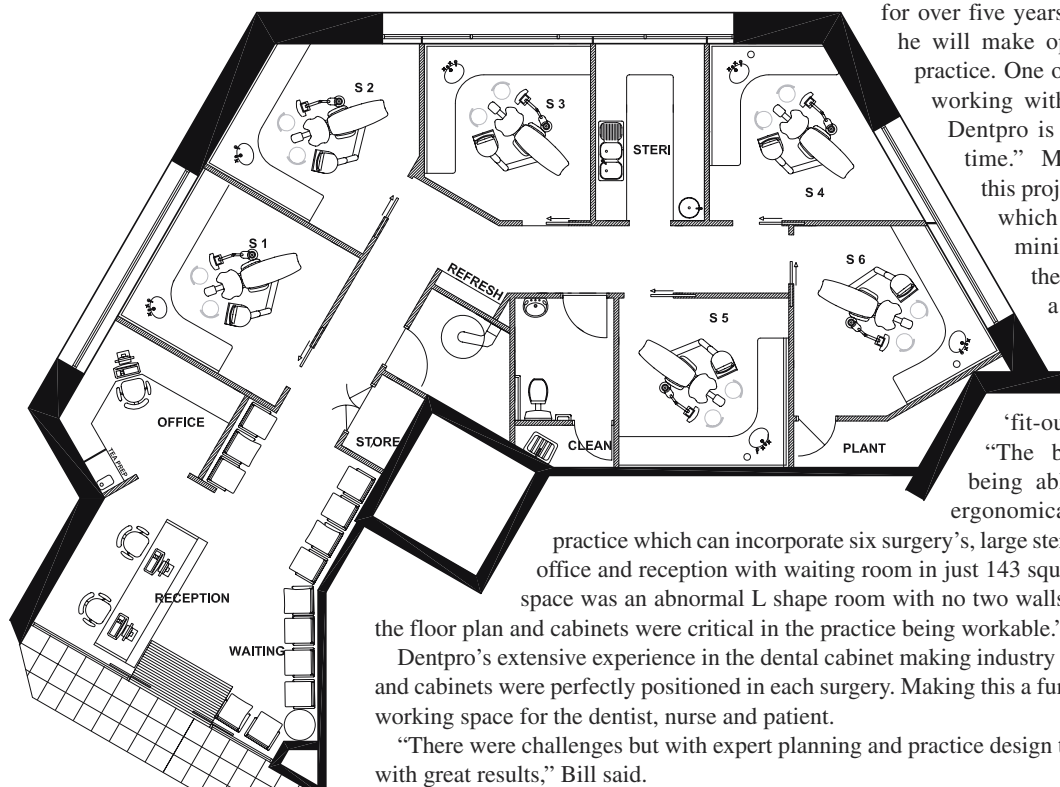 for over five years
he will make op
practice. One o
working with
Dentpro is
time.” M
this proj
which
mini
the
a
‘fit-ou
“The b
being abl
ergonomica
practice which can incorporate six surgery’s, large ster
office and reception with waiting room in just 143 squ
space was an abnormal L shape room with no two walls
the floor plan and cabinets were critical in the practice being workable.”
Dentpro’s extensive experience in the dental cabinet making industry
and cabinets were perfectly positioned in each surgery. Making this a fun
working space for the dentist, nurse and patient.
“There were challenges but with expert planning and practice design t
with great results,” Bill said.
S 2
S 3
STERI
S 4
S 1
REFRESH
S 6
S 5
OFFICE
STORE
CLEAN
PLANT
TEA PREP
RECEPTION
WAITING